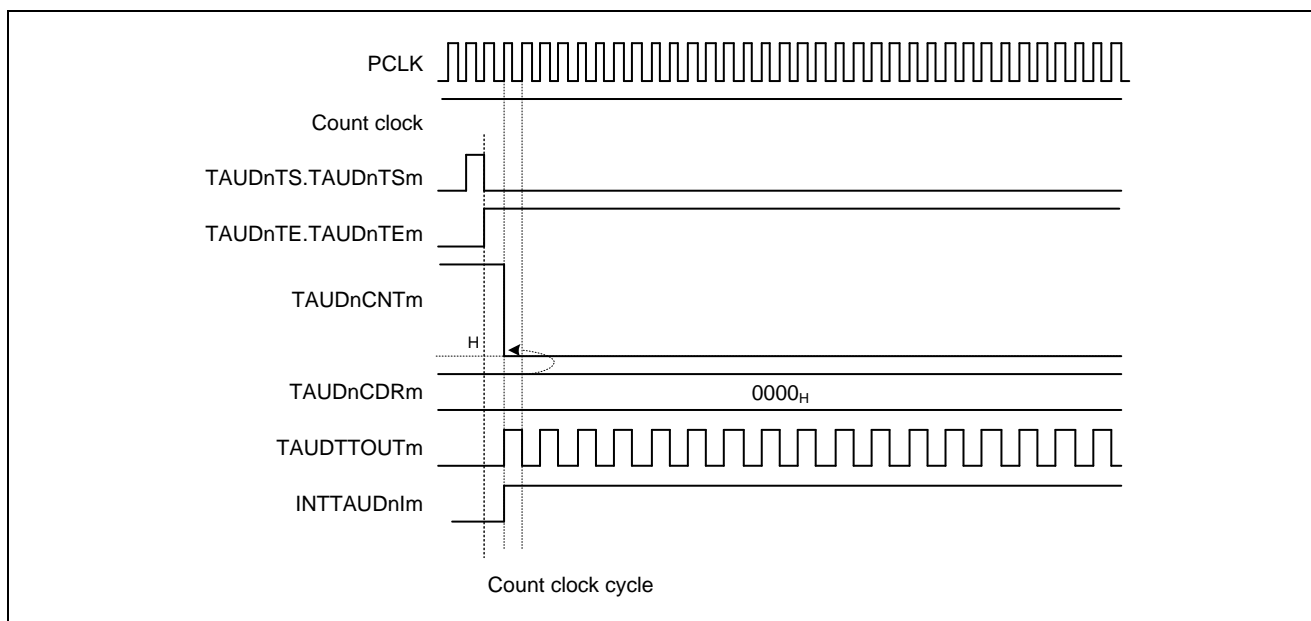 PCLK
Count clock
TAUDnTS.TAUDnTSm
TAUDnTE.TAUDnTEm
TAUDnCNTm
H
TAUDnCDRm
0000H
TAUDTTOUTm
INTTAUDnIm
Count clock cycle